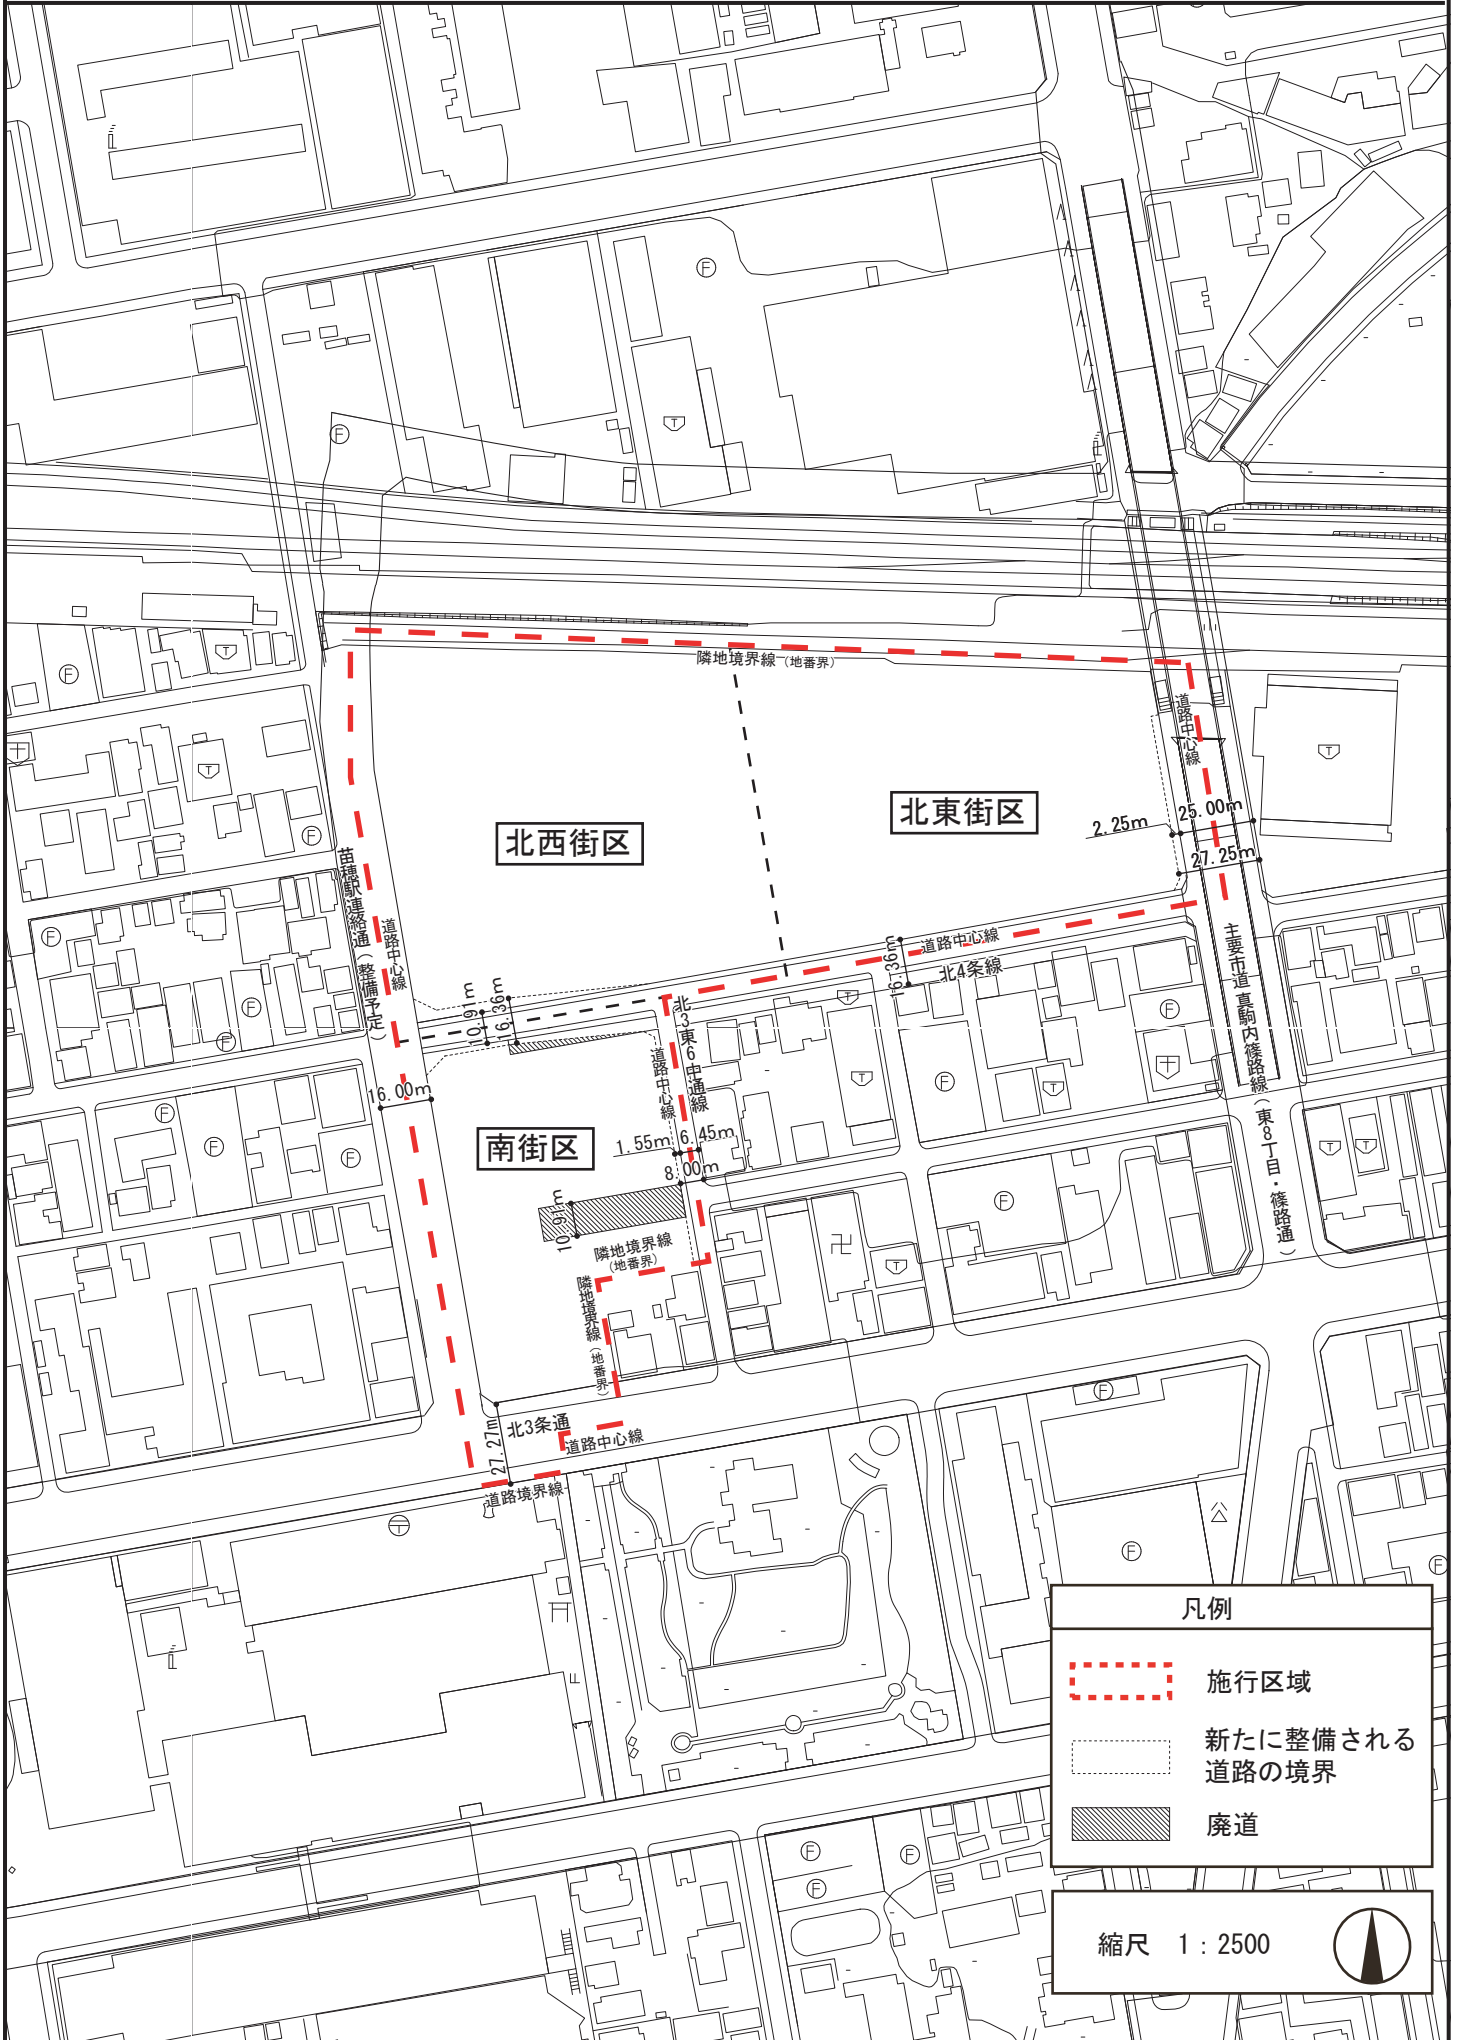 隣地境界線（地番界）
道路中心線
北東街区
北西街区
2.25m
25.00m
27.25m
苗穂駅連絡通（整備予定）
道路中心線
主要市道 真駒内篠路線（東8丁目・篠路通）
道路中心線
16.36m
北4条線
10.91m
16.36m
北3東6中通線
道路中心線
16.00m
南街区
1.55m
6.45m
8.00m
10.91m
隣地境界線
（地番界）
隣地境界線（地番界）
27.27m
北3条通
道路中心線
道路境界線
凡例
施行区域
新たに整備される
道路の境界
廃道
縮尺 1：2500